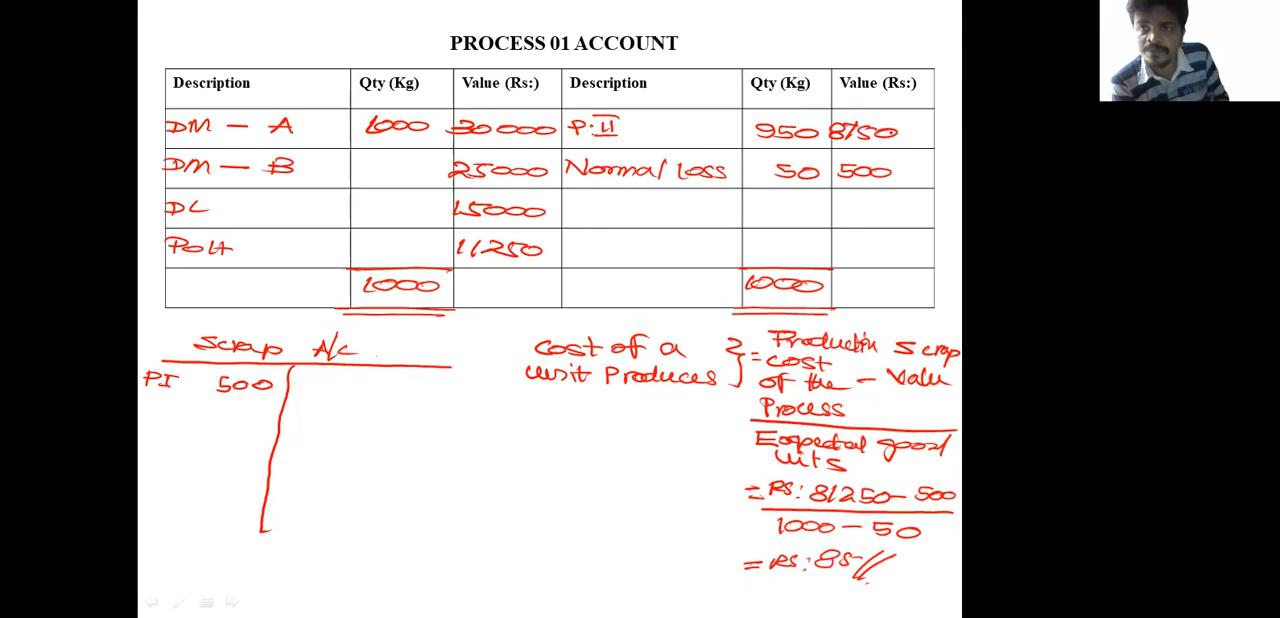 PROCESS 01 ACCOUNT
Description Qty (Kg) Value (Rs:) Description Qty (Kg) Value (Rs:)
DM - A 1000 30000 P.II 950 8750
DM - B 25000 Normal Loss 50 500
DL 15000
POH 11250
1000 1000
Scrap A/c
PI 500
cost of a
unit Produces
= Production Scrap
cost
of the - Value
Process
Expected good
units
= RS: 81250 - 500
1000 - 50
= RS: 85//